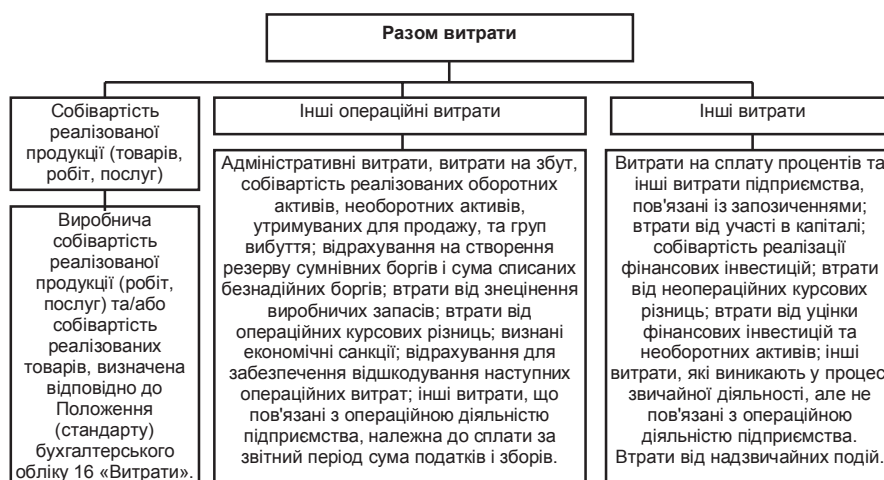 Разом витрати
Собівартість
реалізованої
продукції (товарів,
робіт, послуг)
Інші операційні витрати
Інші витрати
Виробнича
собівартість
реалізованої
продукції (робіт,
послуг) та/або
собівартість
реалізованих
товарів, визначена
відповідно до
Положення
(стандарту)
бухгалтерського
обліку 16 «Витрати».
Адміністративні витрати, витрати на збут,
собівартість реалізованих оборотних
активів, необоротних активів,
утримуваних для продажу, та груп
вибуття; відрахування на створення
резерву сумнівних боргів і сума списаних
безнадійних боргів; втрати від знецінення
виробничих запасів; втрати від
операційних курсових різниць; визнані
економічні санкції; відрахування для
забезпечення відшкодування наступних
операційних витрат; інші витрати, що
пов'язані з операційною діяльністю
підприємства, належна до сплати за
звітний період сума податків і зборів.
Витрати на сплату процентів та
інші витрати підприємства,
пов'язані із запозиченнями;
втрати від участі в капіталі;
собівартість реалізації
фінансових інвестицій; втрати
від неопераційних курсових
різниць; втрати від уцінки
фінансових інвестицій та
необоротних активів; інші
витрати, які виникають у процес
звичайної діяльності, але не
пов'язані з операційною
діяльністю підприємства.
Втрати від надзвичайних подій.